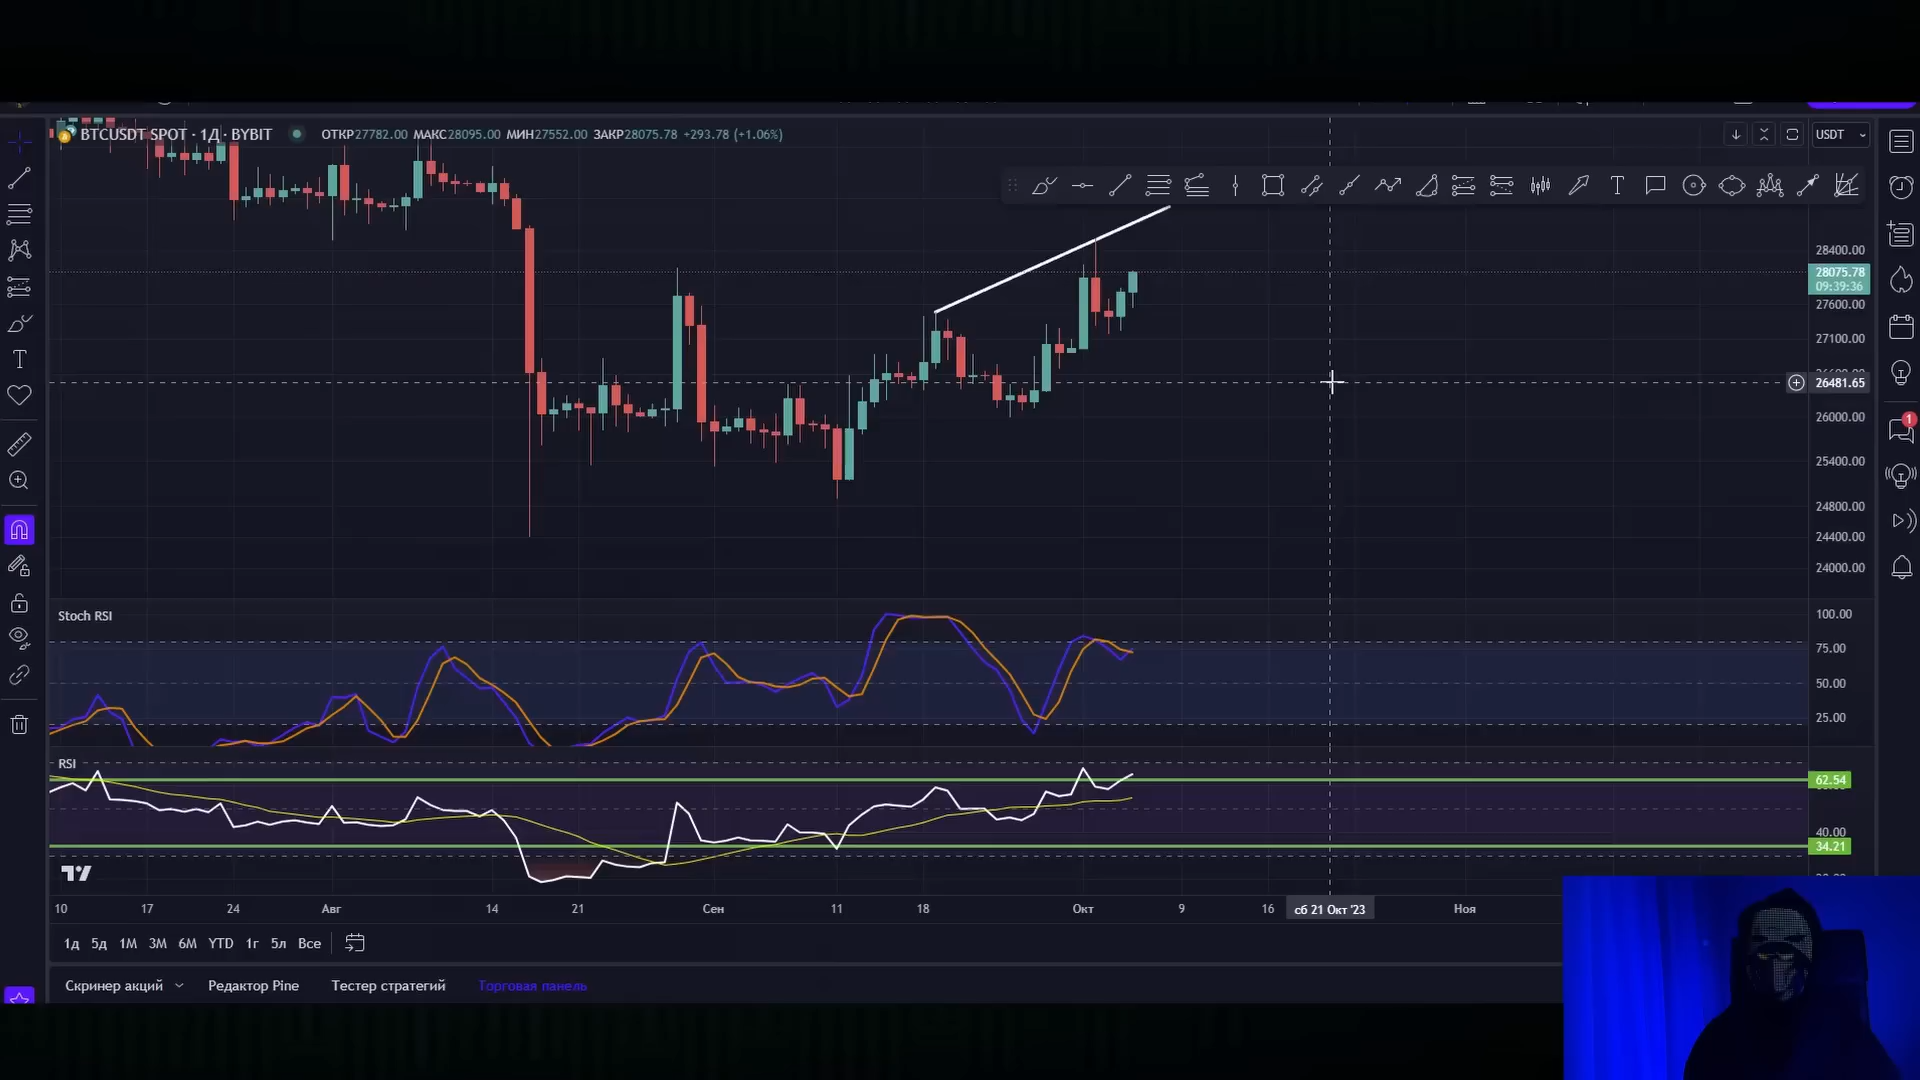 BTCUSDT SPOT · 1Д · BYBIT ОТКР27782.00 МАКС28095.00 МИН27552.00 ЗАКР28075.78 +293.78 (+1.06%)
USDT
28400.00
28075.78
09:39:36
27600.00
27100.00
26481.65
26000.00
25400.00
24800.00
24400.00
24000.00
1
Stoch RSI
100.00
75.00
50.00
25.00
RSI
62.54
40.00
34.21
10 17 24 Авг 14 21 Сен 11 18 Окт 9 16 сб 21 Окт '23 Ноя
1д 5д 1М 3М 6М YTD 1г 5л Все
Скринер акций Редактор Pine Тестер стратегий Торговая панель